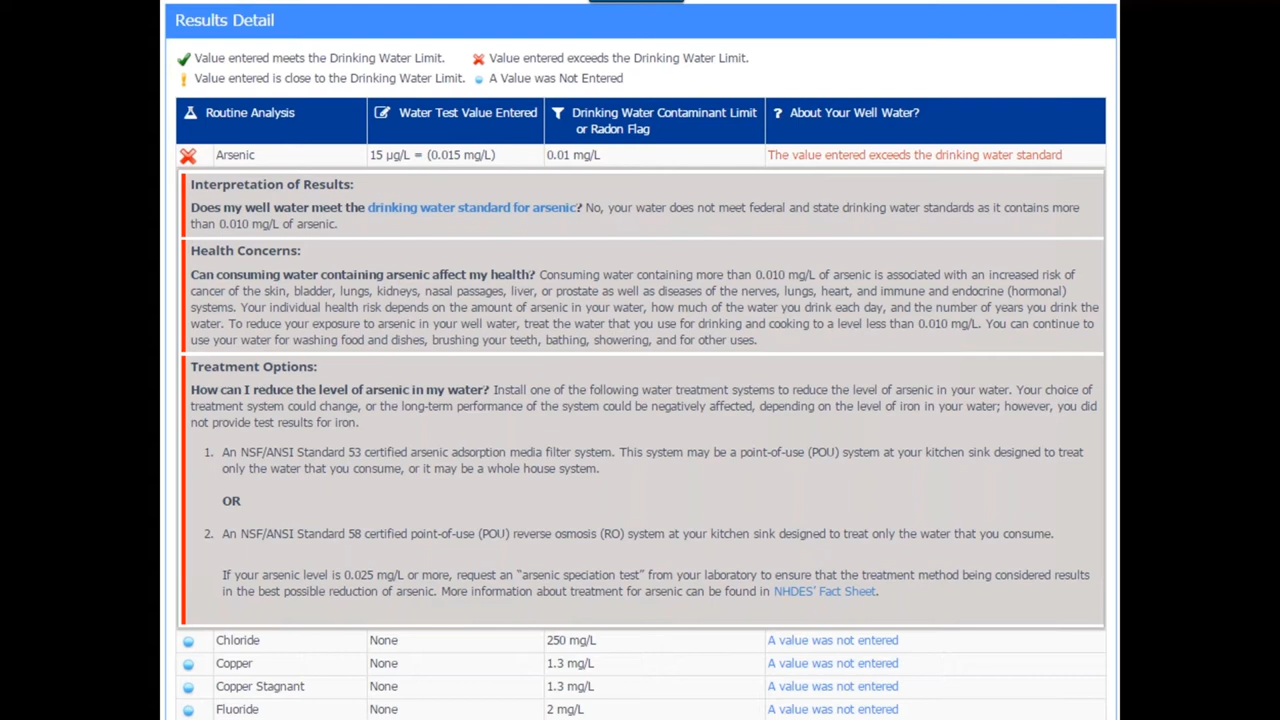 Results Detail
Value entered meets the Drinking Water Limit. Value entered exceeds the Drinking Water Limit.
Value entered is close to the Drinking Water Limit. A Value was Not Entered
Routine Analysis Water Test Value Entered Drinking Water Contaminant Limit or Radon Flag ? About Your Well Water?
Arsenic 15 µg/L = (0.015 mg/L) 0.01 mg/L The value entered exceeds the drinking water standard
Interpretation of Results:
Does my well water meet the drinking water standard for arsenic? No, your water does not meet federal and state drinking water standards as it contains more
than 0.010 mg/L of arsenic.
Health Concerns:
Can consuming water containing arsenic affect my health? Consuming water containing more than 0.010 mg/L of arsenic is associated with an increased risk of
cancer of the skin, bladder, lungs, kidneys, nasal passages, liver, or prostate as well as diseases of the nerves, lungs, heart, and immune and endocrine (hormonal)
systems. Your individual health risk depends on the amount of arsenic in your water, how much of the water you drink each day, and the number of years you drink the
water. To reduce your exposure to arsenic in your well water, treat the water that you use for drinking and cooking to a level less than 0.010 mg/L. You can continue to
use your water for washing food and dishes, brushing your teeth, bathing, showering, and for other uses.
Treatment Options:
How can I reduce the level of arsenic in my water? Install one of the following water treatment systems to reduce the level of arsenic in your water. Your choice of
treatment system could change, or the long-term performance of the system could be negatively affected, depending on the level of iron in your water; however, you did
not provide test results for iron.
1. An NSF/ANSI Standard 53 certified arsenic adsorption media filter system. This system may be a point-of-use (POU) system at your kitchen sink designed to treat
only the water that you consume, or it may be a whole house system.
OR
2. An NSF/ANSI Standard 58 certified point-of-use (POU) reverse osmosis (RO) system at your kitchen sink designed to treat only the water that you consume.
If your arsenic level is 0.025 mg/L or more, request an “arsenic speciation test” from your laboratory to ensure that the treatment method being considered results
in the best possible reduction of arsenic. More information about treatment for arsenic can be found in NHDES’ Fact Sheet.
Chloride None 250 mg/L A value was not entered
Copper None 1.3 mg/L A value was not entered
Copper Stagnant None 1.3 mg/L A value was not entered
Fluoride None 2 mg/L A value was not entered